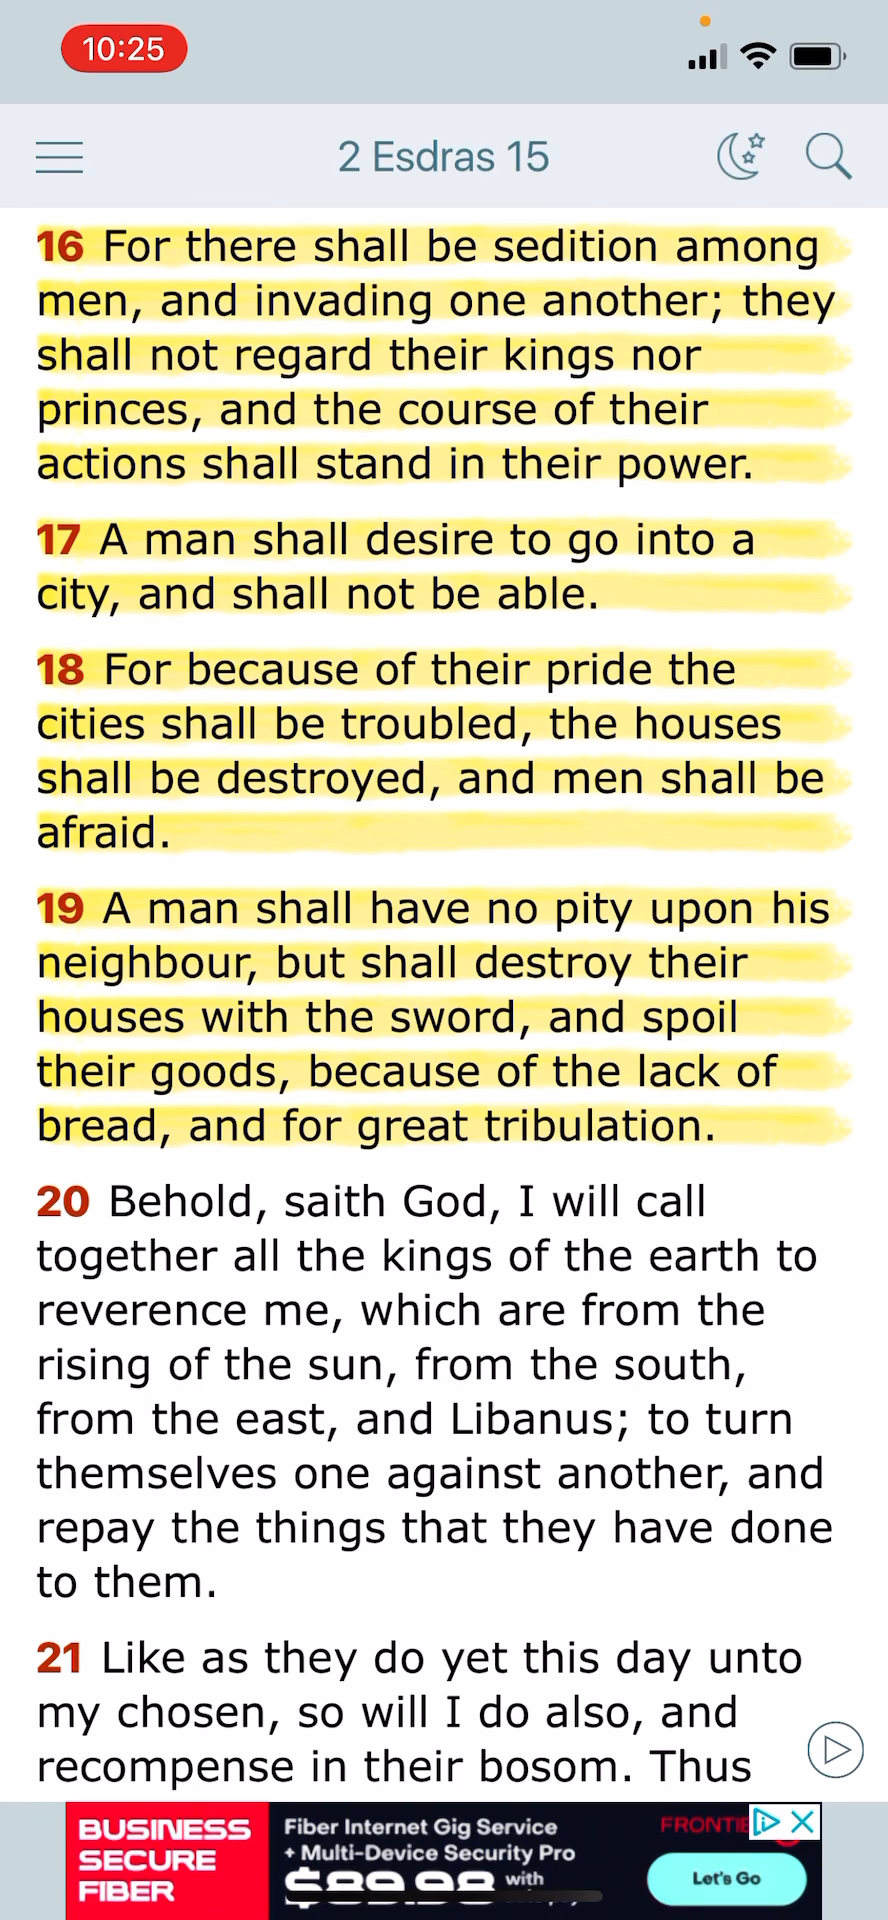 10:25
2 Esdras 15
16 For there shall be sedition among
men, and invading one another; they
shall not regard their kings nor
princes, and the course of their
actions shall stand in their power.
17 A man shall desire to go into a
city, and shall not be able.
18 For because of their pride the
cities shall be troubled, the houses
shall be destroyed, and men shall be
afraid.
19 A man shall have no pity upon his
neighbour, but shall destroy their
houses with the sword, and spoil
their goods, because of the lack of
bread, and for great tribulation.
20 Behold, saith God, I will call
together all the kings of the earth to
reverence me, which are from the
rising of the sun, from the south,
from the east, and Libanus; to turn
themselves one against another, and
repay the things that they have done
to them.
21 Like as they do yet this day unto
my chosen, so will I do also, and
recompense in their bosom. Thus
BUSINESS
SECURE
FIBER
Fiber Internet Gig Service
+ Multi-Device Security Pro
$89.98 with
Let's Go